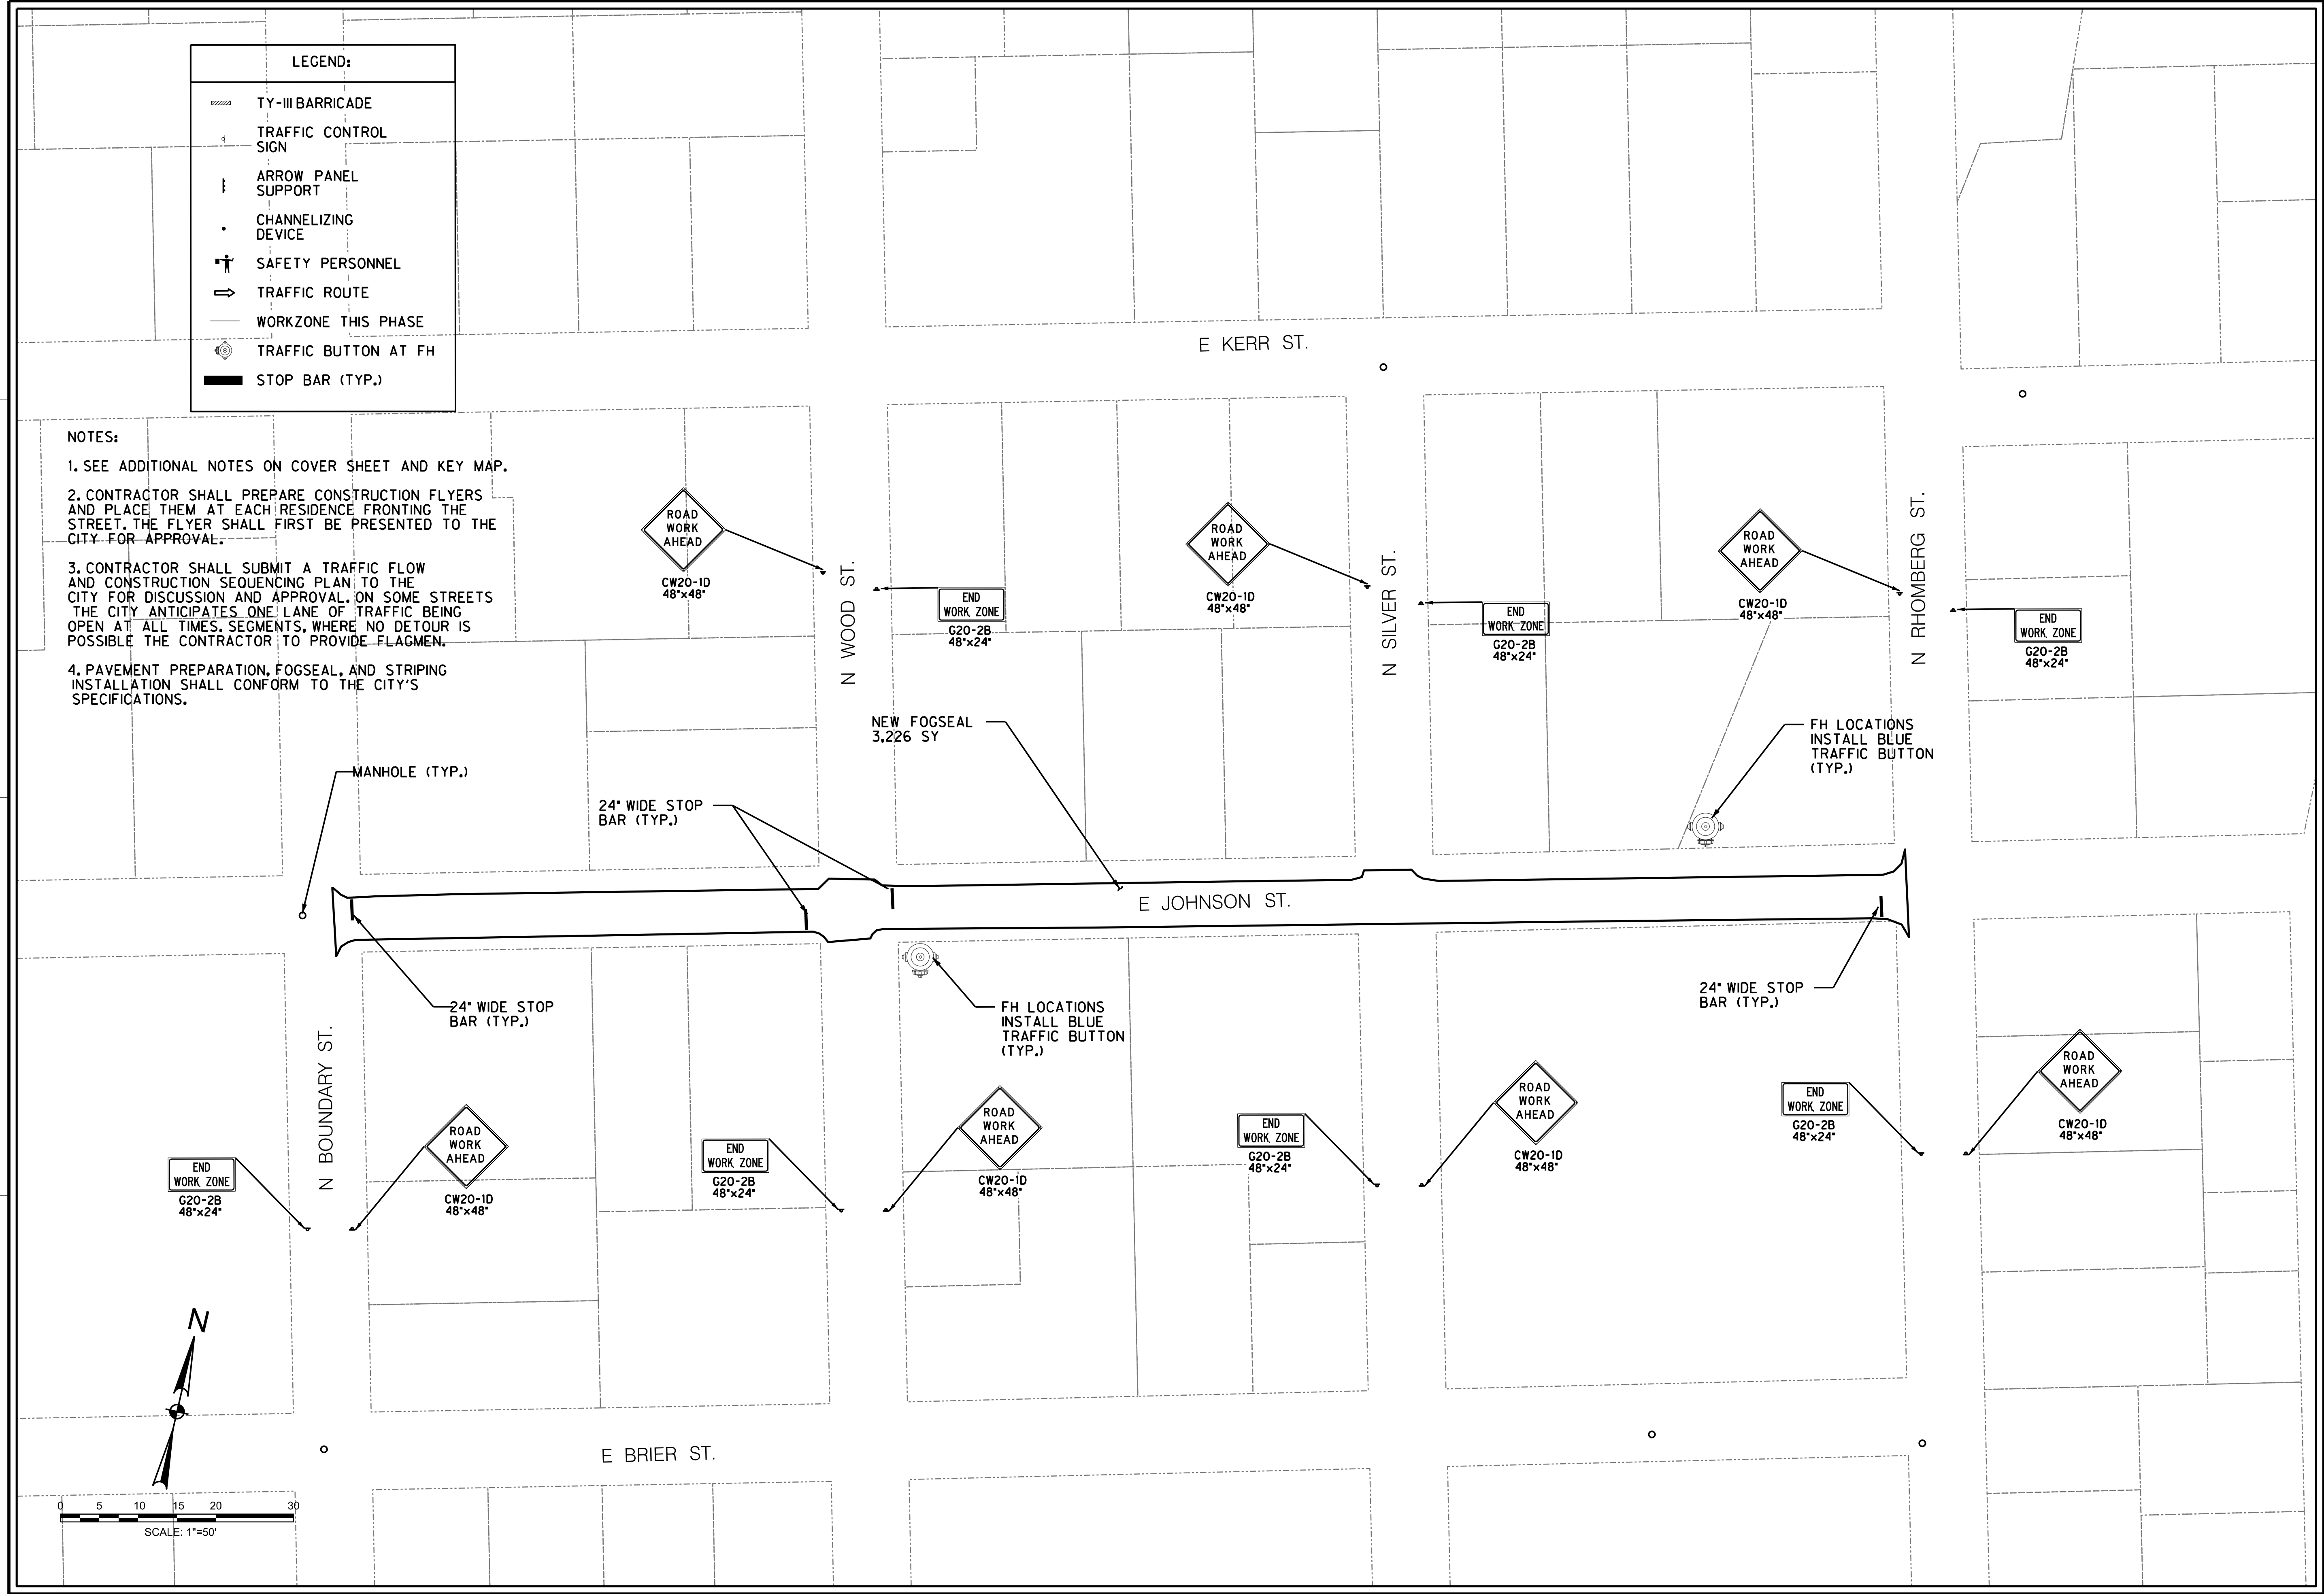 LEGEND:
TY-III BARRICADE
TRAFFIC CONTROL
SIGN
ARROW PANEL
SUPPORT
CHANNELIZING
DEVICE
SAFETY PERSONNEL
TRAFFIC ROUTE
WORKZONE THIS PHASE
TRAFFIC BUTTON AT FH
STOP BAR (TYP.)
NOTES:
1. SEE ADDITIONAL NOTES ON COVER SHEET AND KEY MAP.
2. CONTRACTOR SHALL PREPARE CONSTRUCTION FLYERS
AND PLACE THEM AT EACH RESIDENCE FRONTING THE
STREET. THE FLYER SHALL FIRST BE PRESENTED TO THE
CITY FOR APPROVAL.
3. CONTRACTOR SHALL SUBMIT A TRAFFIC FLOW
AND CONSTRUCTION SEQUENCING PLAN TO THE
CITY FOR DISCUSSION AND APPROVAL. ON SOME STREETS
THE CITY ANTICIPATES ONE LANE OF TRAFFIC BEING
OPEN AT ALL TIMES. SEGMENTS, WHERE NO DETOUR IS
POSSIBLE THE CONTRACTOR TO PROVIDE FLAGMEN.
4. PAVEMENT PREPARATION, FOGSEAL, AND STRIPING
INSTALLATION SHALL CONFORM TO THE CITY'S
SPECIFICATIONS.
E KERR ST.
ROAD
WORK
AHEAD
CW20-1D
48"x48"
N WOOD ST.
END
WORK ZONE
G20-2B
48"x24"
ROAD
WORK
AHEAD
CW20-1D
48"x48"
N SILVER ST.
END
WORK ZONE
G20-2B
48"x24"
ROAD
WORK
AHEAD
CW20-1D
48"x48"
N RHOMBERG ST.
END
WORK ZONE
G20-2B
48"x24"
MANHOLE (TYP.)
24" WIDE STOP
BAR (TYP.)
NEW FOGSEAL
3,226 SY
FH LOCATIONS
INSTALL BLUE
TRAFFIC BUTTON
(TYP.)
E JOHNSON ST.
24" WIDE STOP
BAR (TYP.)
FH LOCATIONS
INSTALL BLUE
TRAFFIC BUTTON
(TYP.)
24" WIDE STOP
BAR (TYP.)
N BOUNDARY ST.
END
WORK ZONE
G20-2B
48"x24"
ROAD
WORK
AHEAD
CW20-1D
48"x48"
END
WORK ZONE
G20-2B
48"x24"
ROAD
WORK
AHEAD
CW20-1D
48"x48"
END
WORK ZONE
G20-2B
48"x24"
ROAD
WORK
AHEAD
CW20-1D
48"x48"
END
WORK ZONE
G20-2B
48"x24"
ROAD
WORK
AHEAD
CW20-1D
48"x48"
N
E BRIER ST.
0 5 10 15 20 30
SCALE: 1"=50'